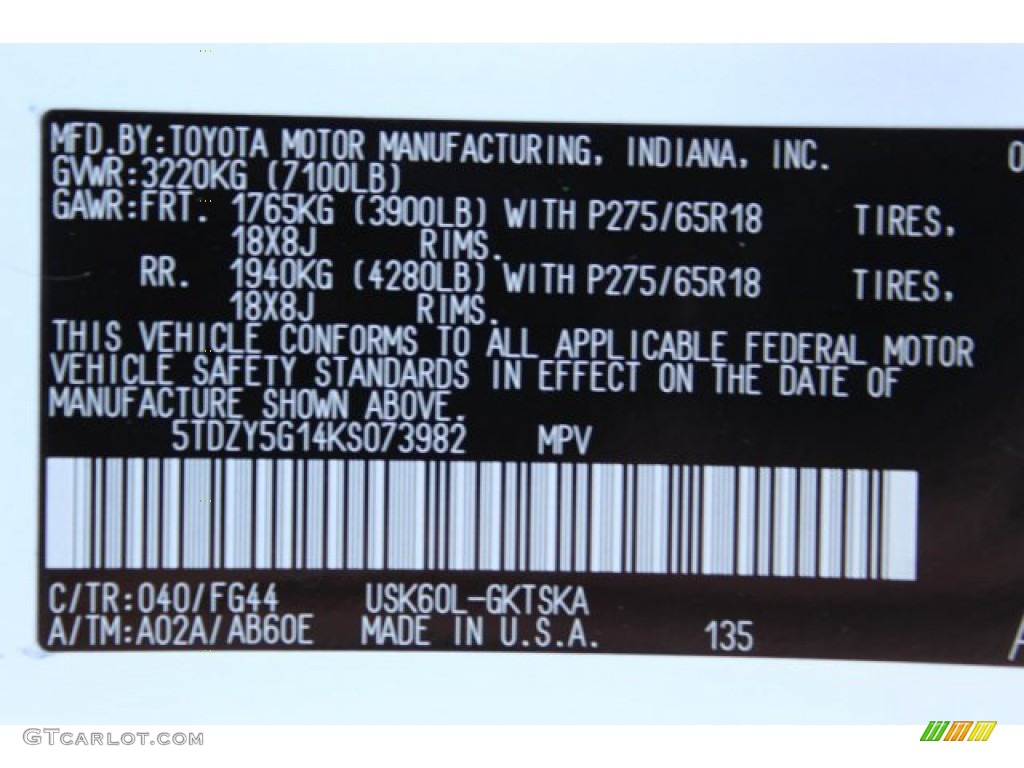 MFD.BY:TOYOTA MOTOR MANUFACTURING, INDIANA, INC. 0
GVWR:3220KG (7100LB)
GAWR:FRT. 1765KG (3900LB) WITH P275/65R18 TIRES,
18X8J RIMS.
RR. 1940KG (4280LB) WITH P275/65R18 TIRES,
18X8J RIMS.
THIS VEHICLE CONFORMS TO ALL APPLICABLE FEDERAL MOTOR
VEHICLE SAFETY STANDARDS IN EFFECT ON THE DATE OF
MANUFACTURE SHOWN ABOVE.
5TDZY5G14KS073982 MPV
C/TR:040/FG44 USK60L-GKTSKA
A/TM:A02A/AB60E MADE IN U.S.A. 135 A
GTCARLOT.COM